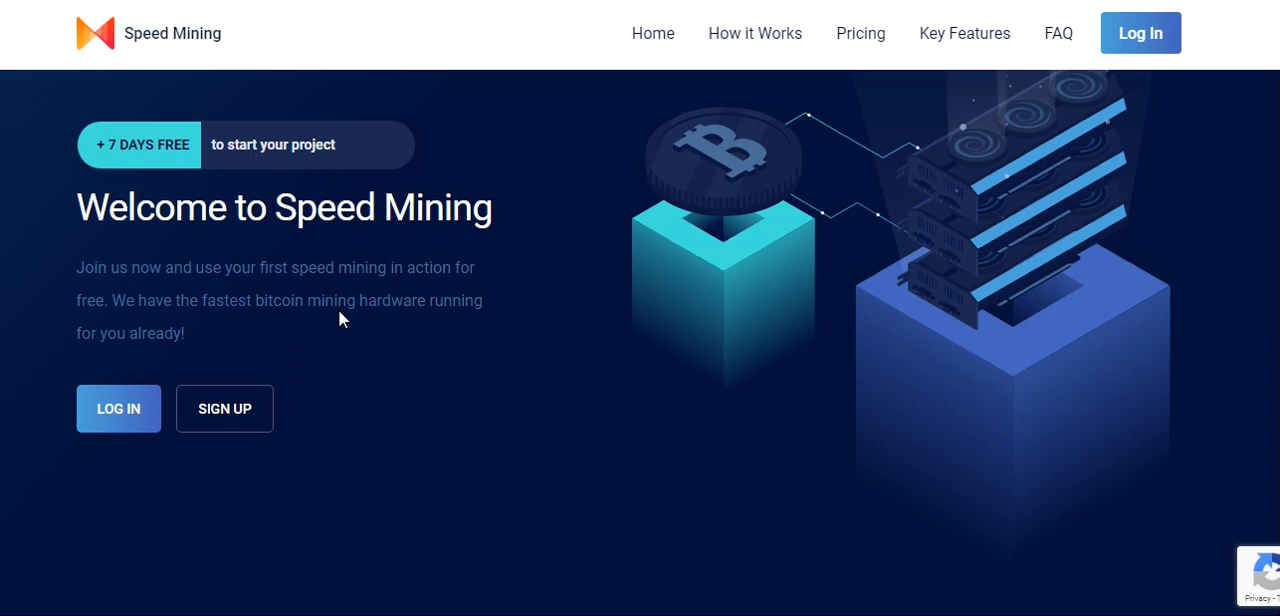 Speed Mining
Home
How it Works
Pricing
Key Features
FAQ
Log In
+ 7 DAYS FREE
to start your project
Welcome to Speed Mining
Join us now and use your first speed mining in action for
free. We have the fastest bitcoin mining hardware running
for you already!
LOG IN
SIGN UP
Privacy -